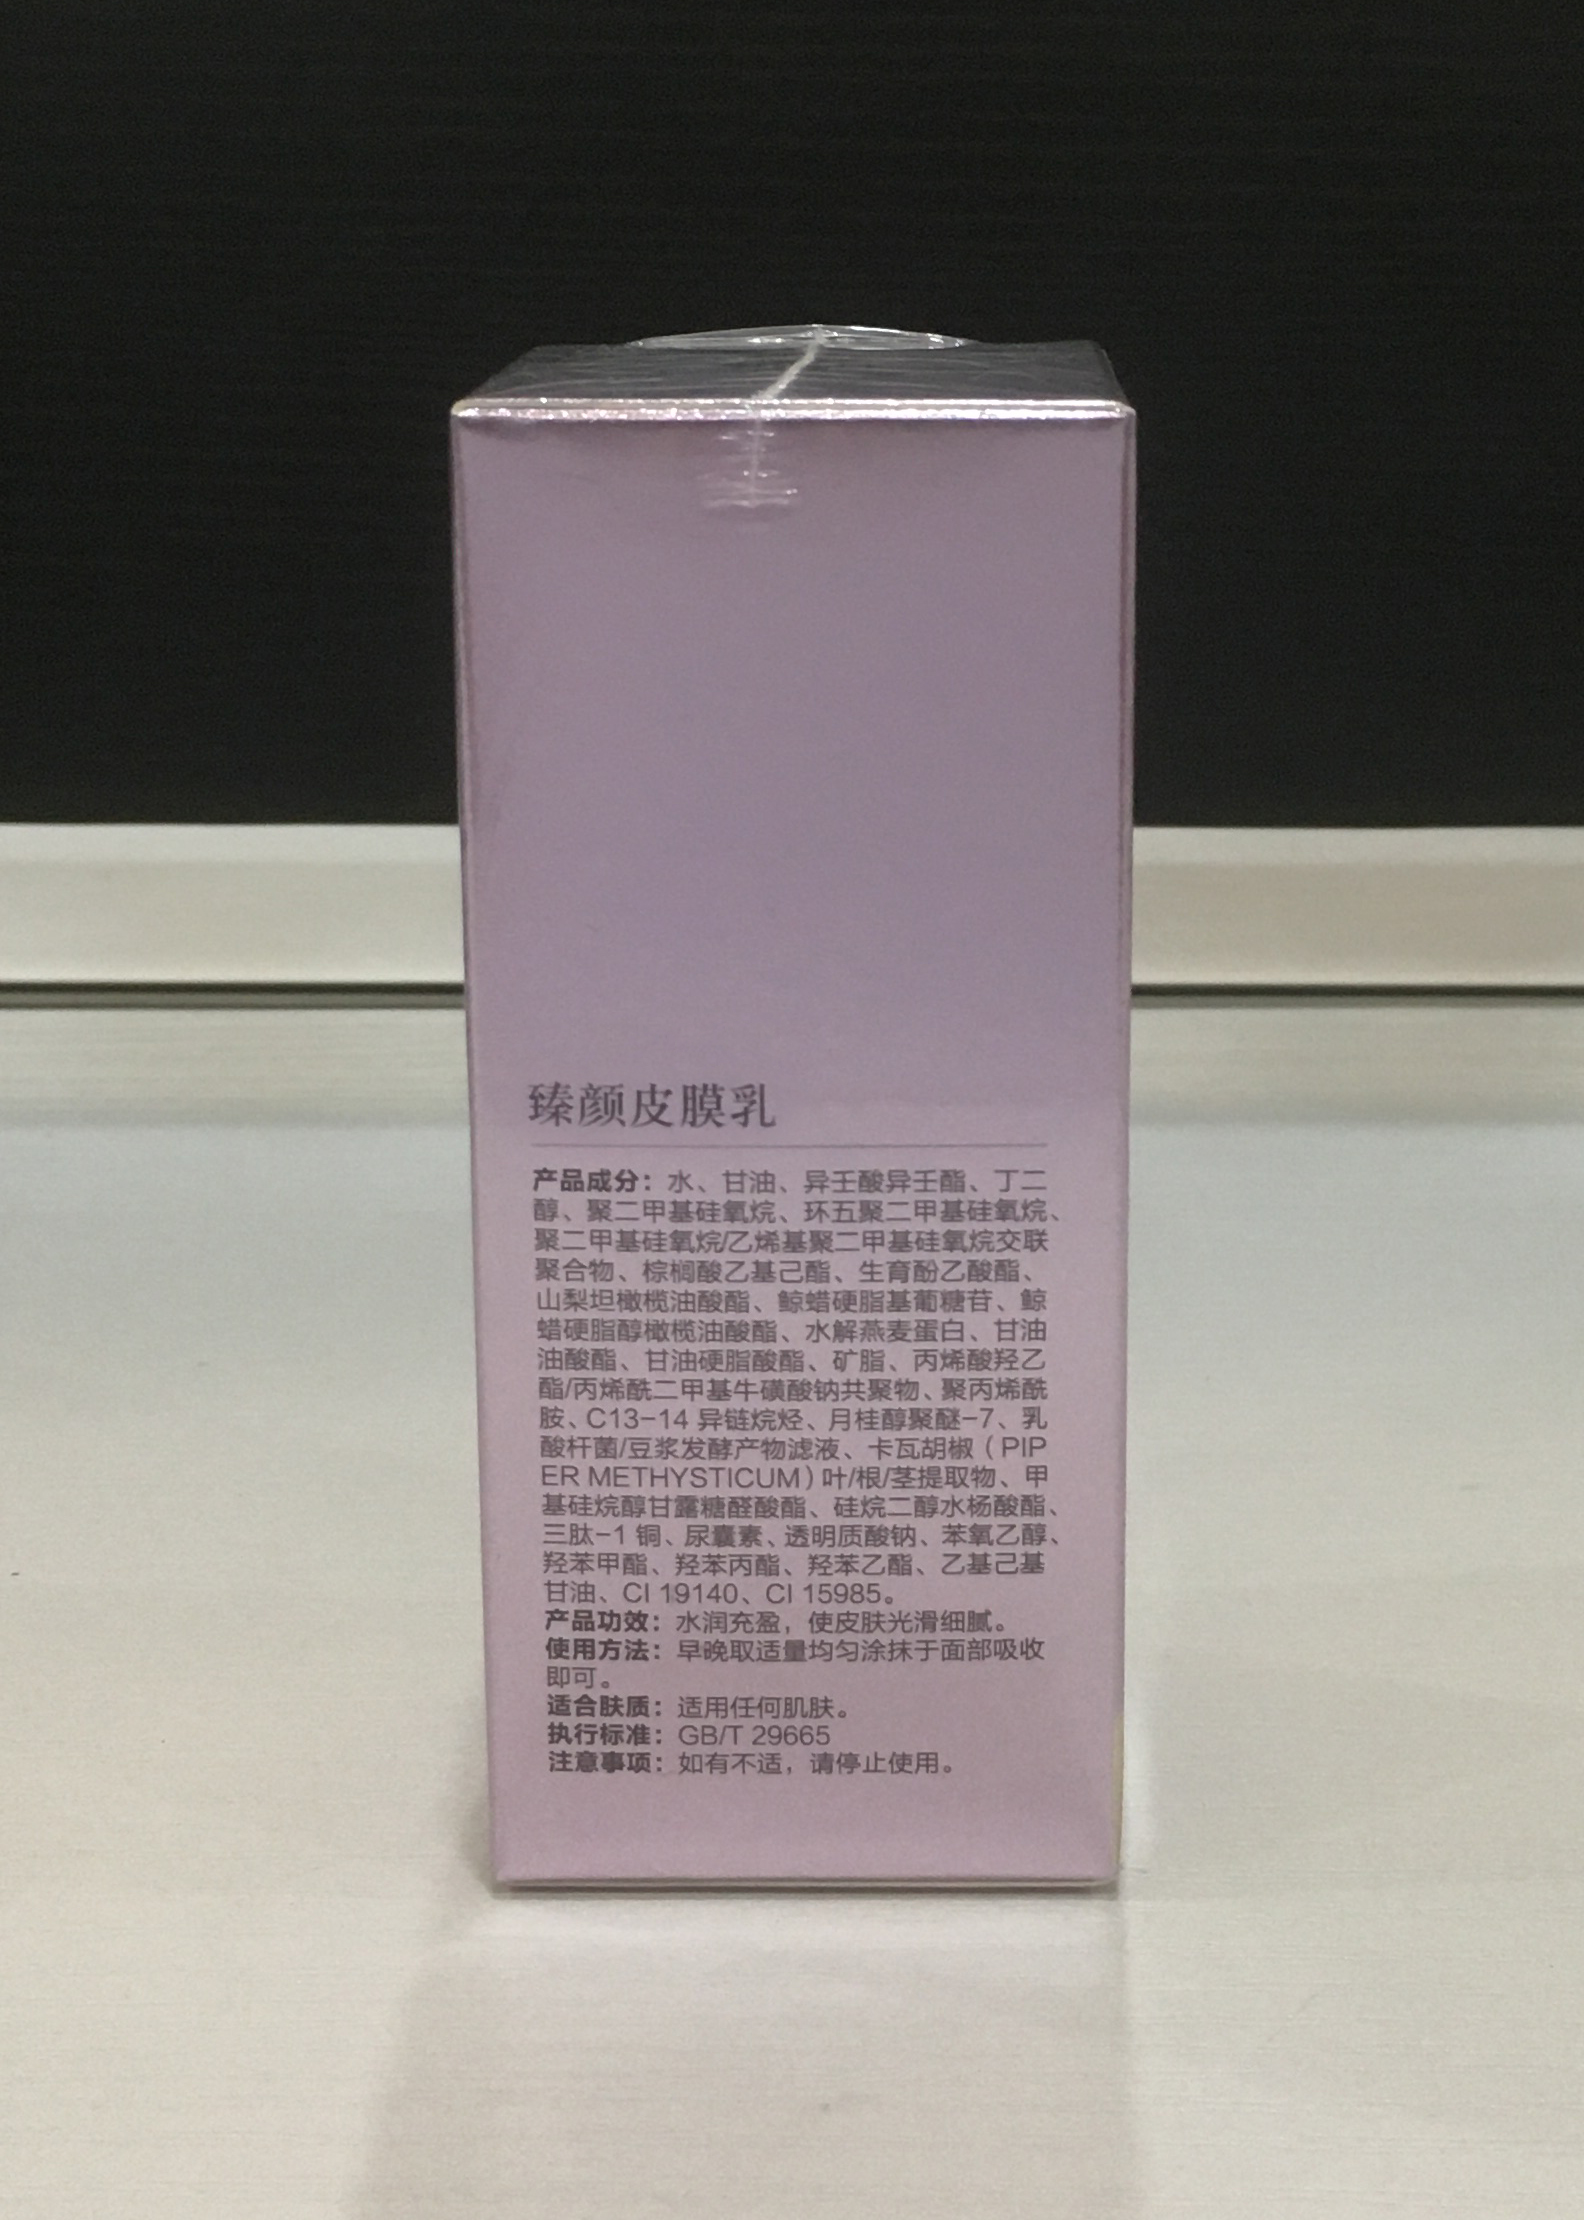 臻颜皮膜乳
产品成分：水、甘油、异壬酸异壬酯、丁二
醇、聚二甲基硅氧烷、环五聚二甲基硅氧烷、
聚二甲基硅氧烷/乙烯基聚二甲基硅氧烷交联
聚合物、棕榈酸乙基己酯、生育酚乙酸酯、
山梨坦橄榄油酸酯、鲸蜡硬脂基葡糖苷、鲸
蜡硬脂醇橄榄油酸酯、水解燕麦蛋白、甘油
油酸酯、甘油硬脂酸酯、矿脂、丙烯酸羟乙
酯/丙烯酰二甲基牛磺酸钠共聚物、聚丙烯酰
胺、C13-14 异链烷烃、月桂醇聚醚-7、乳
酸杆菌/豆浆发酵产物滤液、卡瓦胡椒（PIP
ER METHYSTICUM）叶/根/茎提取物、甲
基硅烷醇甘露糖醛酸酯、硅烷二醇水杨酸酯、
三肽-1 铜、尿囊素、透明质酸钠、苯氧乙醇、
羟苯甲酯、羟苯丙酯、羟苯乙酯、乙基己基
甘油、CI 19140、CI 15985。
产品功效：水润充盈，使皮肤光滑细腻。
使用方法：早晚取适量均匀涂抹于面部吸收
即可。
适合肤质：适用任何肌肤。
执行标准：GB/T 29665
注意事项：如有不适，请停止使用。